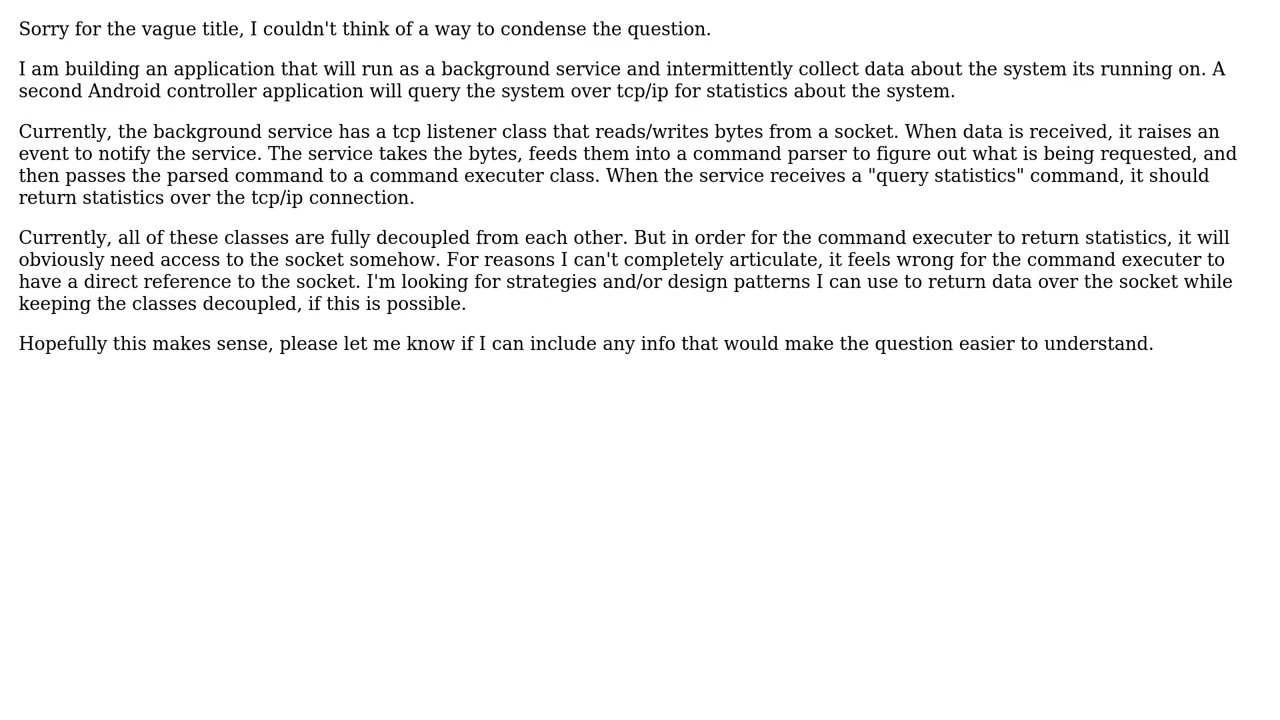 Sorry for the vague title, I couldn't think of a way to condense the question.
I am building an application that will run as a background service and intermittently collect data about the system its running on. A
second Android controller application will query the system over tcp/ip for statistics about the system.
Currently, the background service has a tcp listener class that reads/writes bytes from a socket. When data is received, it raises an
event to notify the service. The service takes the bytes, feeds them into a command parser to figure out what is being requested, and
then passes the parsed command to a command executer class. When the service receives a "query statistics" command, it should
return statistics over the tcp/ip connection.
Currently, all of these classes are fully decoupled from each other. But in order for the command executer to return statistics, it will
obviously need access to the socket somehow. For reasons I can't completely articulate, it feels wrong for the command executer to
have a direct reference to the socket. I'm looking for strategies and/or design patterns I can use to return data over the socket while
keeping the classes decoupled, if this is possible.
Hopefully this makes sense, please let me know if I can include any info that would make the question easier to understand.